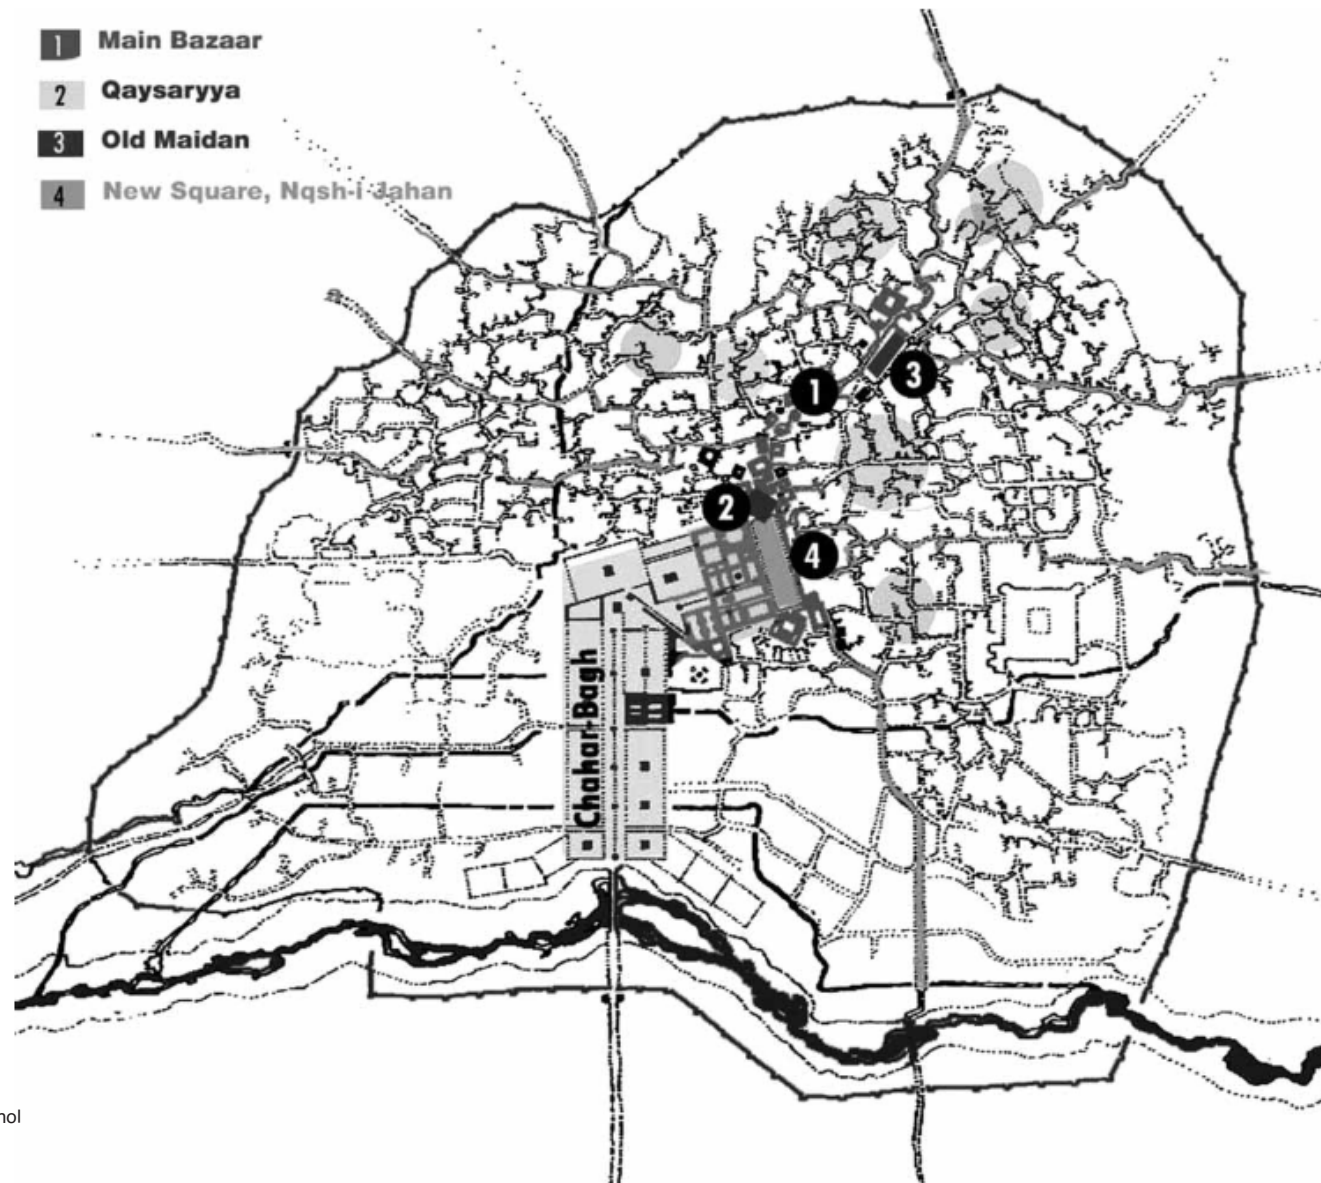 1 Main Bazaar
2 Qaysaryya
3 Old Maidan
4 New Square, Nqsh-i Jahan
1
3
2
4
Chahar-Bagh
nol